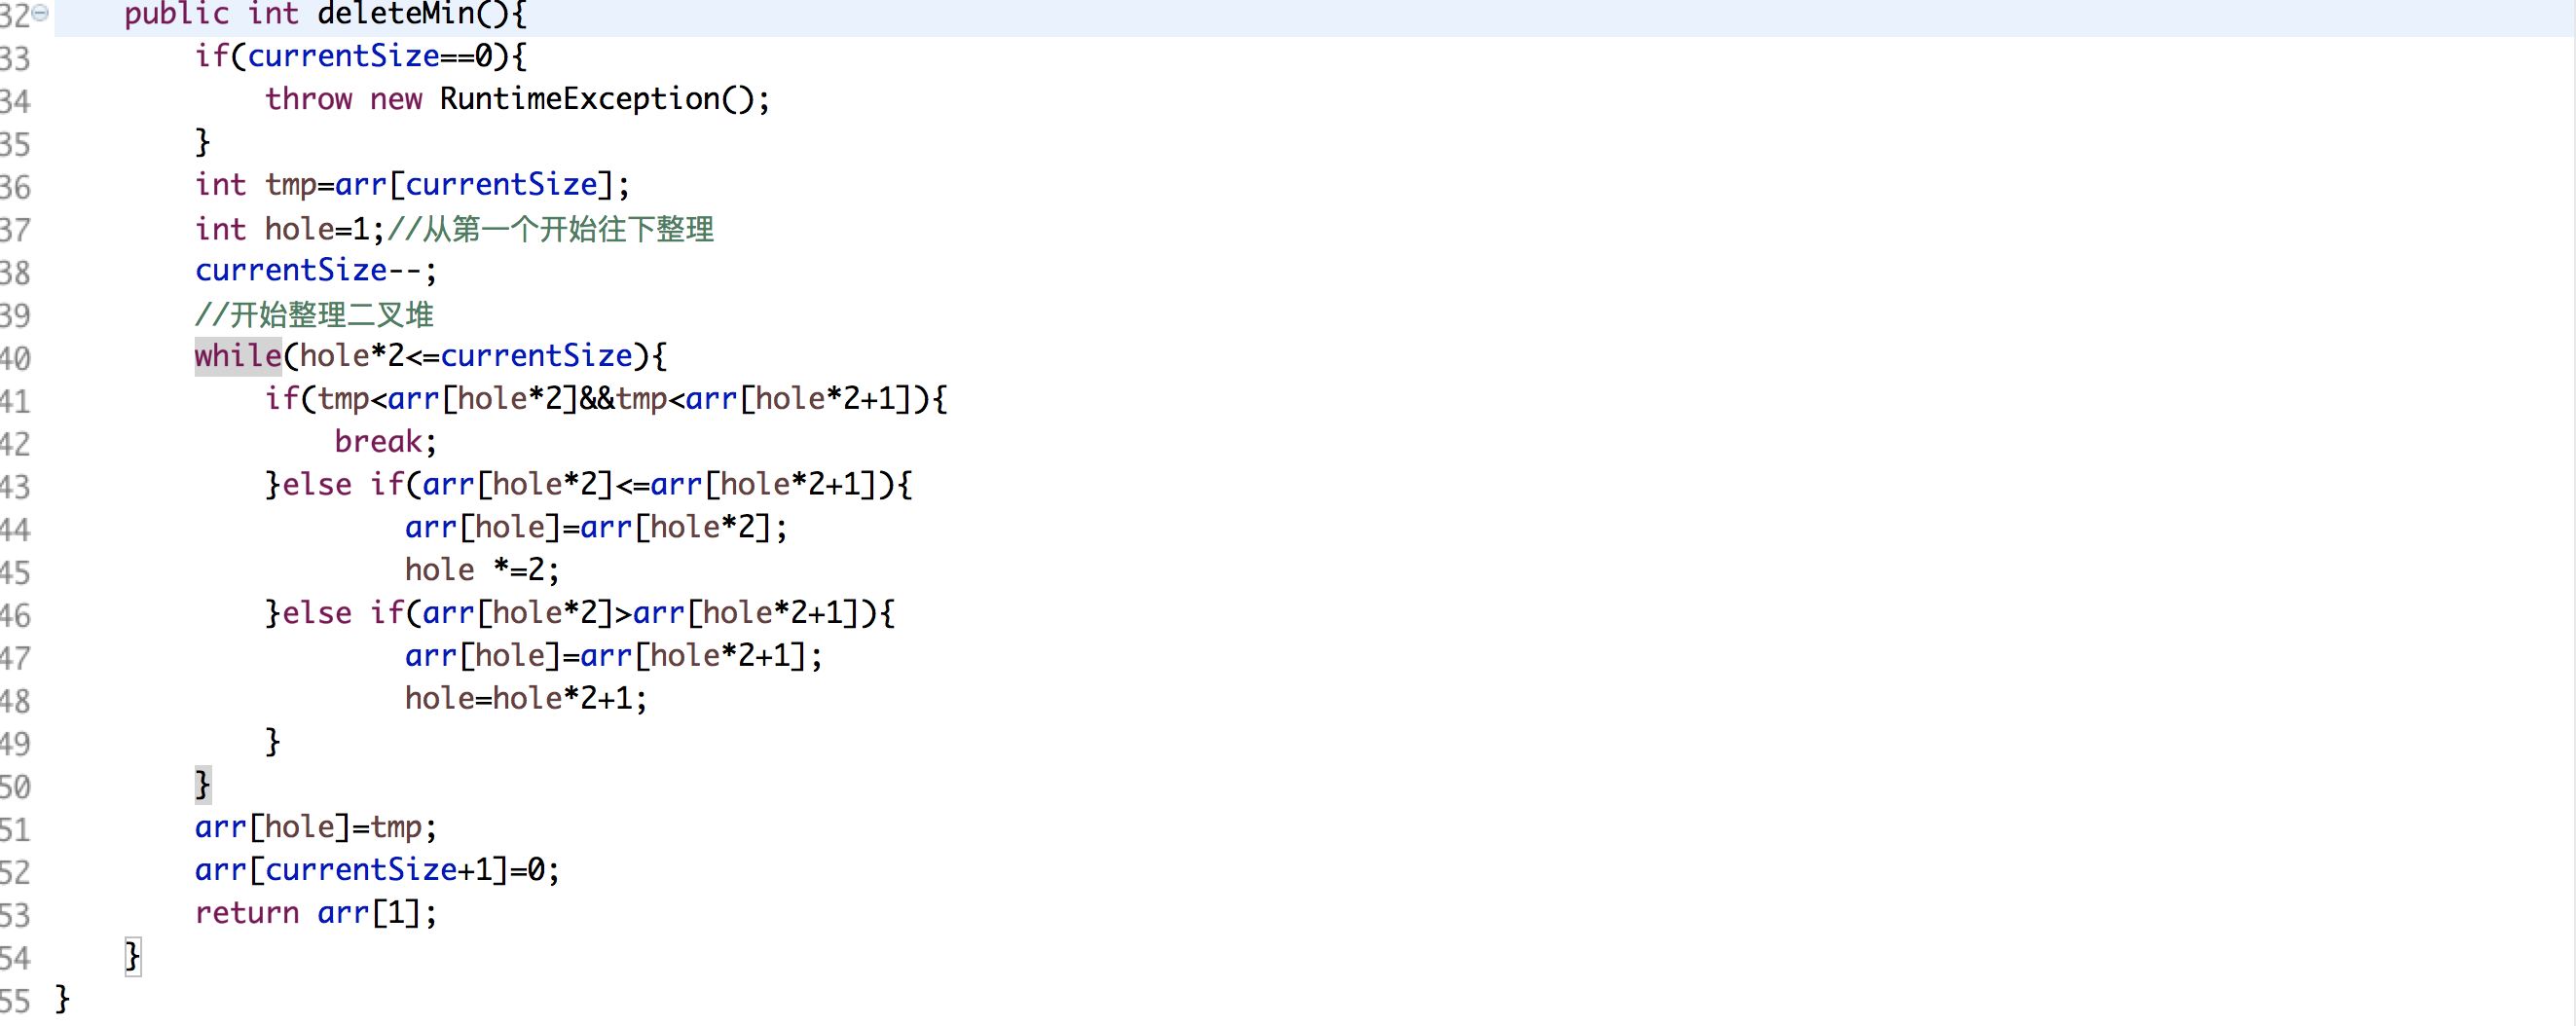 32 public int deleteMin(){
33 if(currentSize==0){
34 throw new RuntimeException();
35 }
36 int tmp=arr[currentSize];
37 int hole=1;//从第一个开始往下整理
38 currentSize--;
39 //开始整理二叉堆
40 while(hole*2<=currentSize){
41 if(tmp<arr[hole*2]&&tmp<arr[hole*2+1]){
42 break;
43 }else if(arr[hole*2]<=arr[hole*2+1]){
44 arr[hole]=arr[hole*2];
45 hole *=2;
46 }else if(arr[hole*2]>arr[hole*2+1]){
47 arr[hole]=arr[hole*2+1];
48 hole=hole*2+1;
49 }
50 }
51 arr[hole]=tmp;
52 arr[currentSize+1]=0;
53 return arr[1];
54 }
55 }